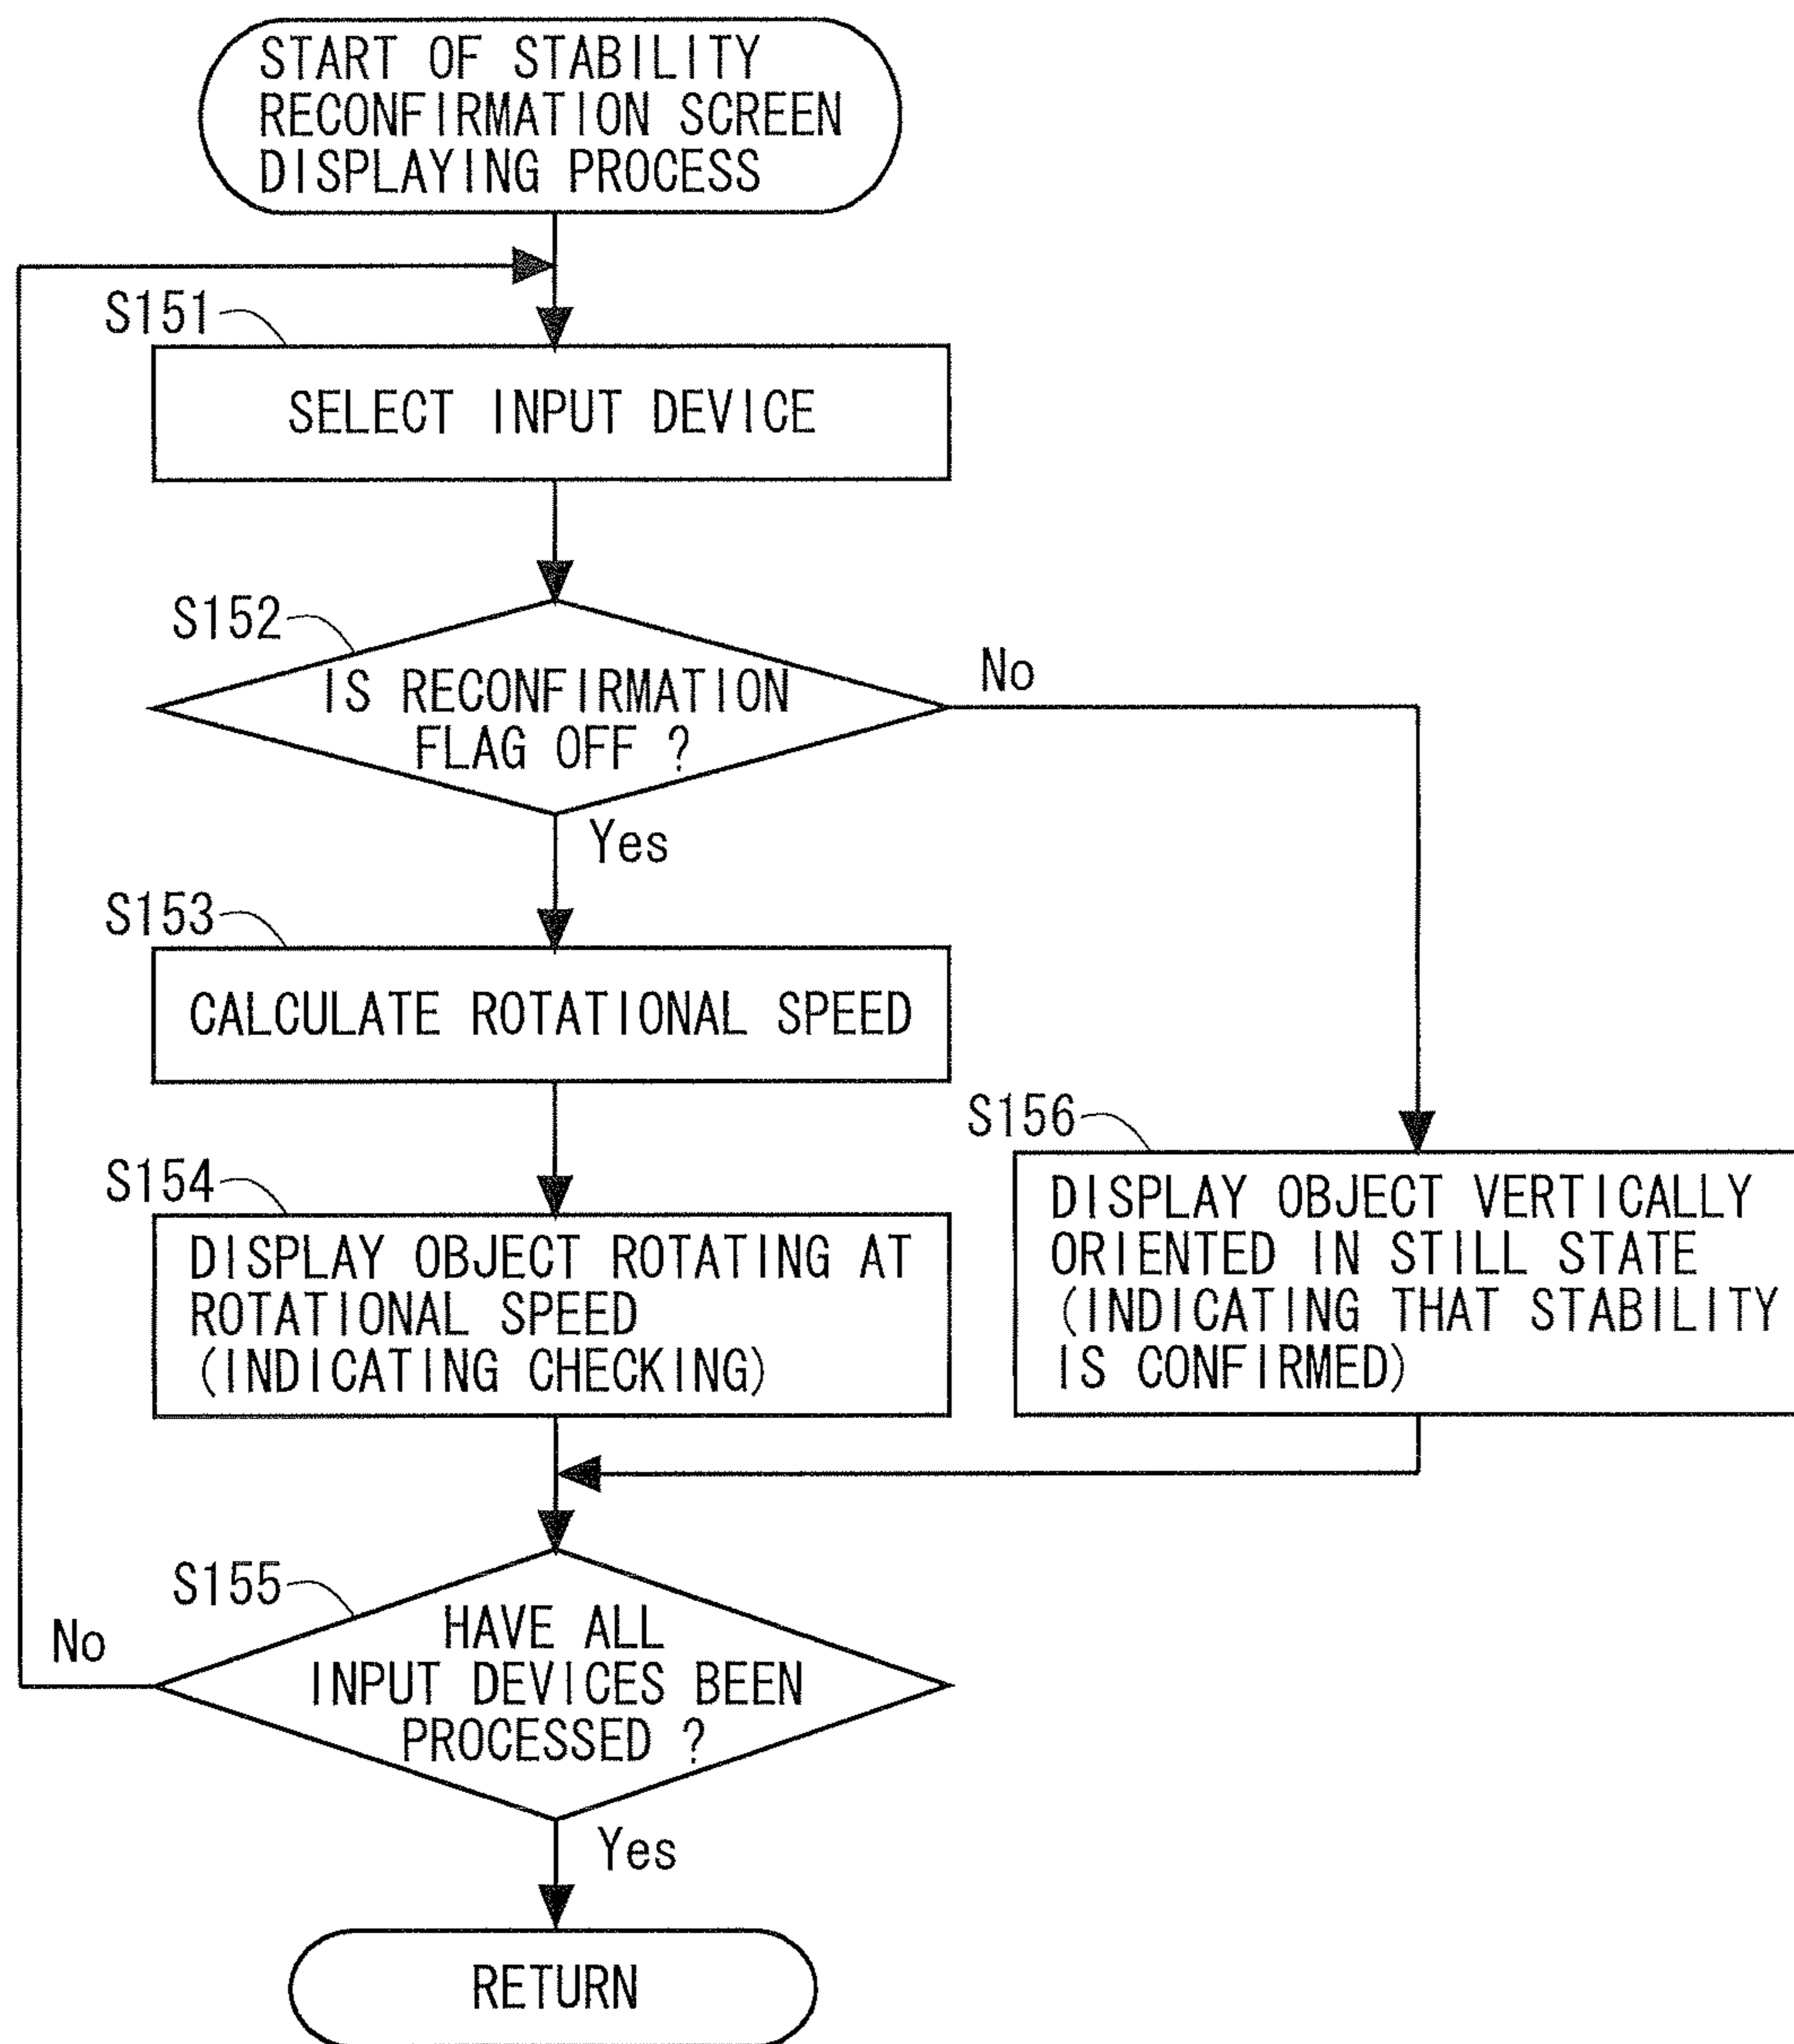 START OF STABILITY
RECONFIRMATION SCREEN
DISPLAYING PROCESS
S151
SELECT INPUT DEVICE
S152
IS RECONFIRMATION
FLAG OFF ?
No
Yes
S153
CALCULATE ROTATIONAL SPEED
S154
DISPLAY OBJECT ROTATING AT
ROTATIONAL SPEED
(INDICATING CHECKING)
S156
DISPLAY OBJECT VERTICALLY
ORIENTED IN STILL STATE
(INDICATING THAT STABILITY
IS CONFIRMED)
S155
HAVE ALL
INPUT DEVICES BEEN
PROCESSED ?
No
Yes
RETURN